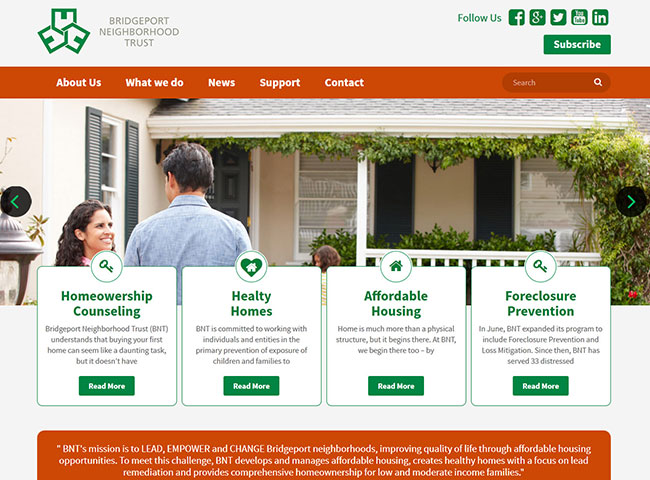 BRIDGEPORT
NEIGHBORHOOD
TRUST
Follow Us
You
Tube
Subscribe
About Us What we do News Support Contact
Search
Homeowership
Counseling
Bridgeport Neighborhood Trust (BNT)
understands that buying your first
home can seem like a daunting task,
but it doesn't have
Read More
Healty
Homes
BNT is committed to working with
individuals and entities in the
primary prevention of exposure of
children and families to
Read More
Affordable
Housing
Home is much more than a physical
structure, but it begins there. At BNT,
we begin there too – by
Read More
Foreclosure
Prevention
In June, BNT expanded its program to
include Foreclosure Prevention and
Loss Mitigation. Since then, BNT has
served 33 distressed
Read More
" BNT's mission is to LEAD, EMPOWER and CHANGE Bridgeport neighborhoods, improving quality of life through affordable housing
opportunities. To meet this challenge, BNT develops and manages affordable housing, creates healthy homes with a focus on lead
remediation and provides comprehensive homeownership for low and moderate income families."